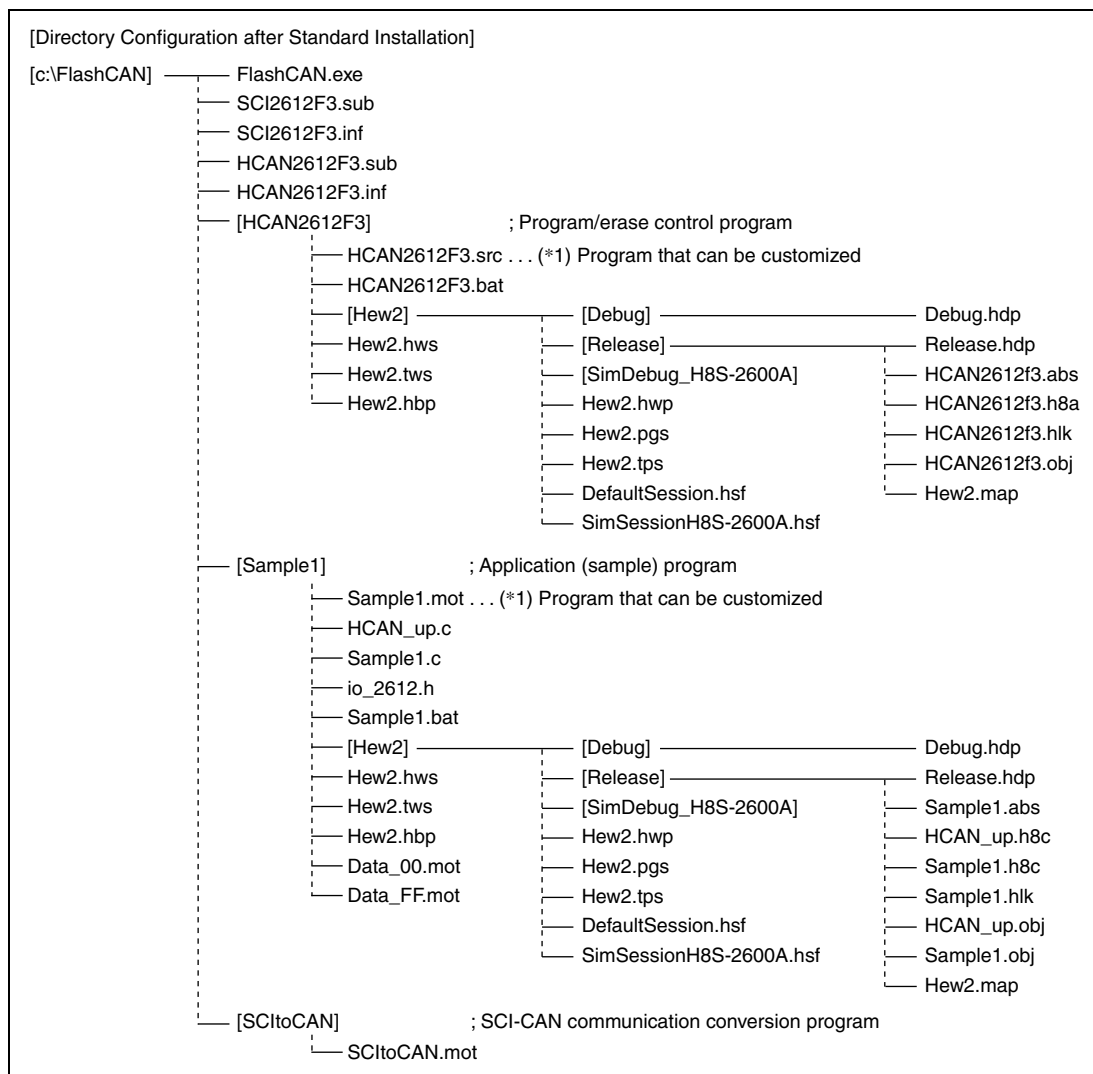 [Directory Configuration after Standard Installation]
[c:\FlashCAN] FlashCAN.exe
SCI2612F3.sub
SCI2612F3.inf
HCAN2612F3.sub
HCAN2612F3.inf
[HCAN2612F3] ; Program/erase control program
HCAN2612F3.src . . . (*1) Program that can be customized
HCAN2612F3.bat
[Hew2] [Debug] Debug.hdp
Hew2.hws [Release] Release.hdp
Hew2.tws [SimDebug_H8S-2600A] HCAN2612f3.abs
Hew2.hbp Hew2.hwp HCAN2612f3.h8a
Hew2.pgs HCAN2612f3.hlk
Hew2.tps HCAN2612f3.obj
DefaultSession.hsf Hew2.map
SimSessionH8S-2600A.hsf
[Sample1] ; Application (sample) program
Sample1.mot . . . (*1) Program that can be customized
HCAN_up.c
Sample1.c
io_2612.h
Sample1.bat
[Hew2] [Debug] Debug.hdp
Hew2.hws [Release] Release.hdp
Hew2.tws [SimDebug_H8S-2600A] Sample1.abs
Hew2.hbp Hew2.hwp HCAN_up.h8c
Data_00.mot Hew2.pgs Sample1.h8c
Data_FF.mot Hew2.tps Sample1.hlk
DefaultSession.hsf HCAN_up.obj
SimSessionH8S-2600A.hsf Sample1.obj
Hew2.map
[SCItoCAN] ; SCI-CAN communication conversion program
SCItoCAN.mot